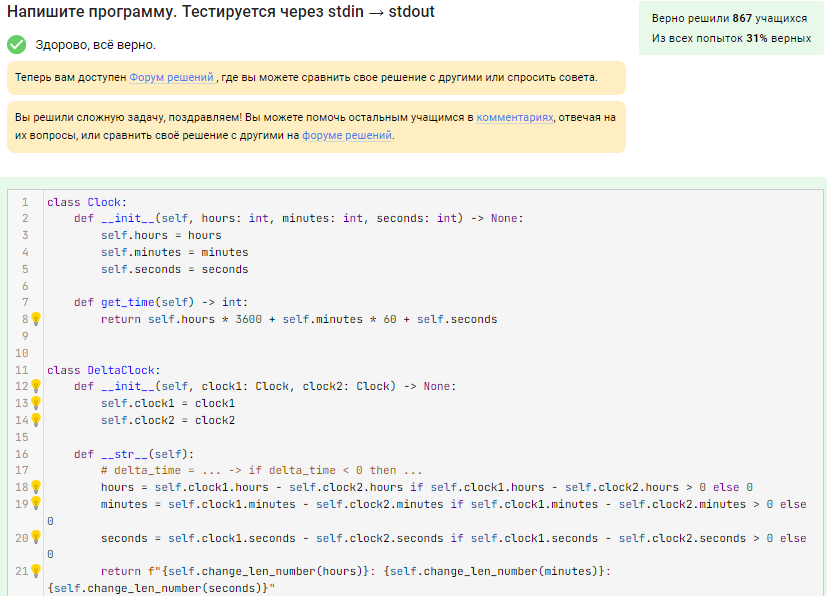 Напишите программу. Тестируется через stdin → stdout
Верно решили 867 учащихся
Из всех попыток 31% верных
Здорово, всё верно.
Теперь вам доступен Форум решений , где вы можете сравнить свое решение с другими или спросить совета.
Вы решили сложную задачу, поздравляем! Вы можете помочь остальным учащимся в комментариях, отвечая на
их вопросы, или сравнить своё решение с другими на форуме решений.
1 class Clock:
2     def __init__(self, hours: int, minutes: int, seconds: int) -> None:
3         self.hours = hours
4         self.minutes = minutes
5         self.seconds = seconds
6
7     def get_time(self) -> int:
8         return self.hours * 3600 + self.minutes * 60 + self.seconds
9
10
11 class DeltaClock:
12     def __init__(self, clock1: Clock, clock2: Clock) -> None:
13         self.clock1 = clock1
14         self.clock2 = clock2
15
16     def __str__(self):
17         # delta_time = ... -> if delta_time < 0 then ...
18         hours = self.clock1.hours - self.clock2.hours if self.clock1.hours - self.clock2.hours > 0 else 0
19         minutes = self.clock1.minutes - self.clock2.minutes if self.clock1.minutes - self.clock2.minutes > 0 else
0
20         seconds = self.clock1.seconds - self.clock2.seconds if self.clock1.seconds - self.clock2.seconds > 0 else
0
21         return f"{self.change_len_number(hours)}: {self.change_len_number(minutes)}:
{self.change_len_number(seconds)}"